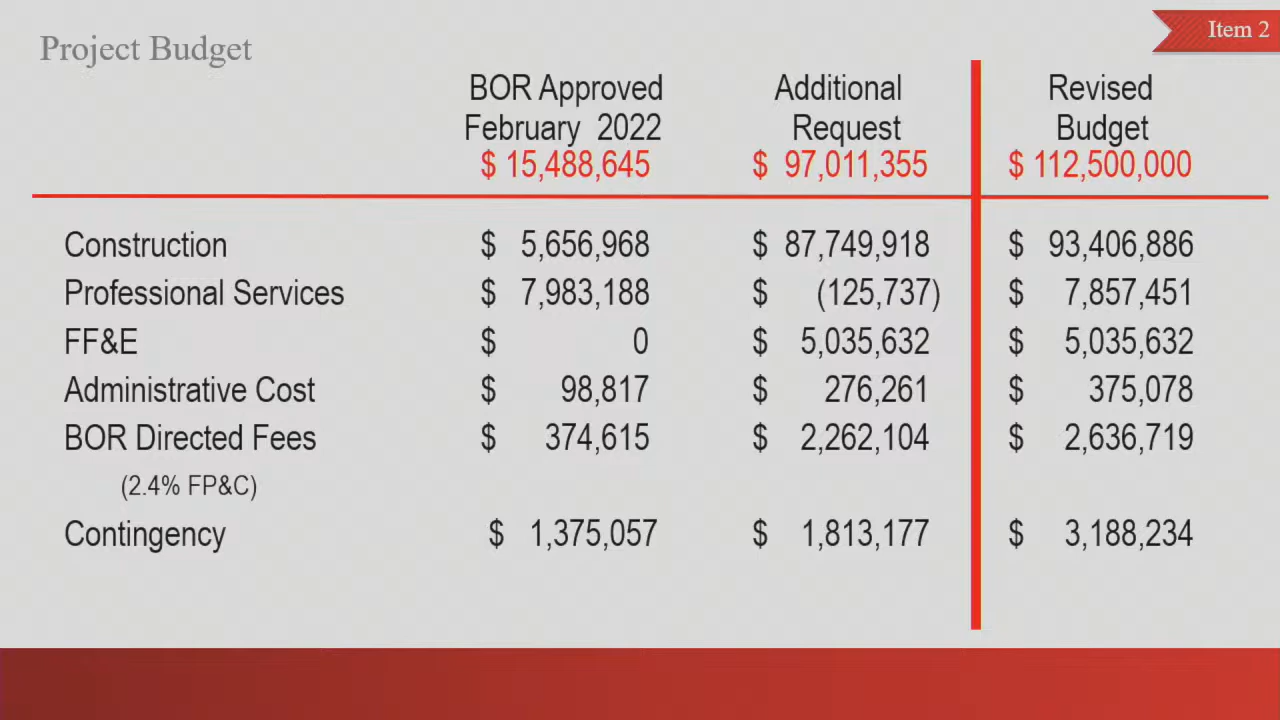 Project Budget
Item 2
BOR Approved Additional Revised
February 2022 Request Budget
$ 15,488,645 $ 97,011,355 $ 112,500,000
Construction $ 5,656,968 $ 87,749,918 $ 93,406,886
Professional Services $ 7,983,188 $ (125,737) $ 7,857,451
FF&E $ 0 $ 5,035,632 $ 5,035,632
Administrative Cost $ 98,817 $ 276,261 $ 375,078
BOR Directed Fees $ 374,615 $ 2,262,104 $ 2,636,719
(2.4% FP&C)
Contingency $ 1,375,057 $ 1,813,177 $ 3,188,234